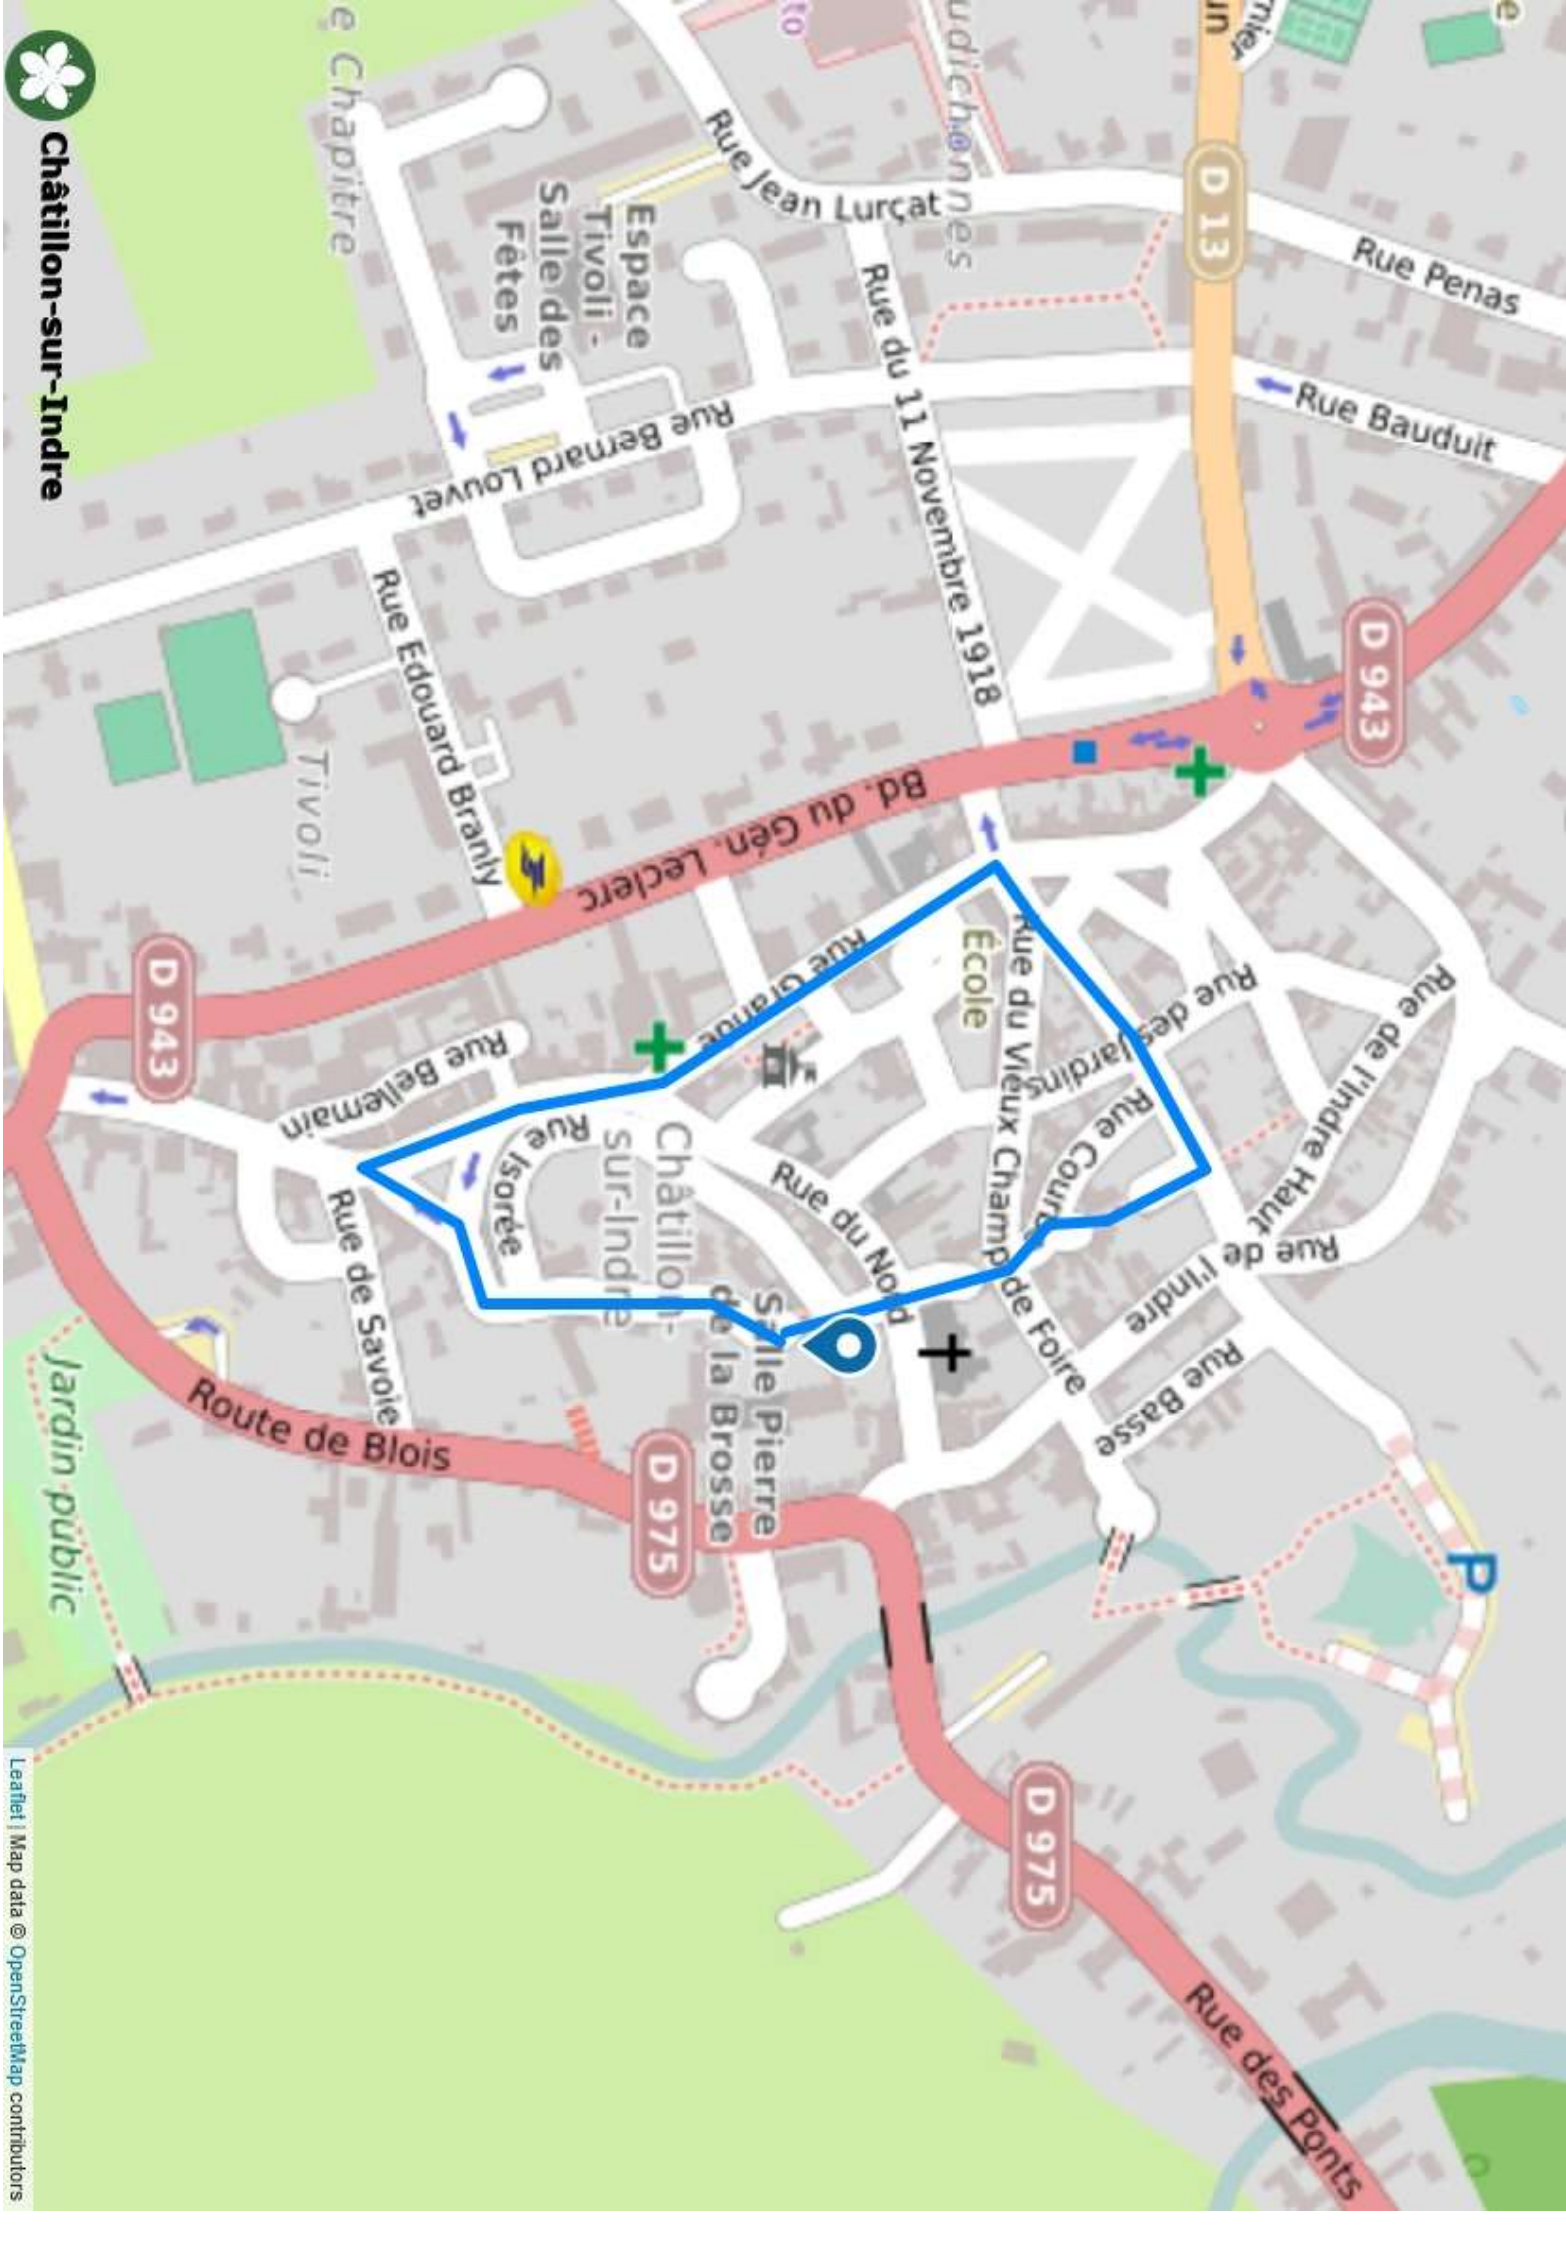 Châtillon-sur-Indre
Rue Penas
Rue Bauduit
D 943
D 13
Rue de l'Indre Haut
Rue des Jardins
Rue de l'Indre
Rue Basse
P
Rue Courbe
Rue du Vieux Champ de Foire
École
Rue Jean Lurçat
Rue du 11 Novembre 1918
Bd. du Gén. Leclerc
Rue Grande
Rue du Nord
D 975
Rue des Ponts
Espace
Tivoli -
Salle des
Fêtes
Rue Bernard Louvet
Salle Pierre
de la Brosse
Châtillon-
sur-Indre
D 975
Rue Isorée
Rue Bellemain
Rue Edouard Branly
Rue de Savoie
Route de Blois
e Chapitre
Tivoli
D 943
Jardin public
Leaflet | Map data © OpenStreetMap contributors